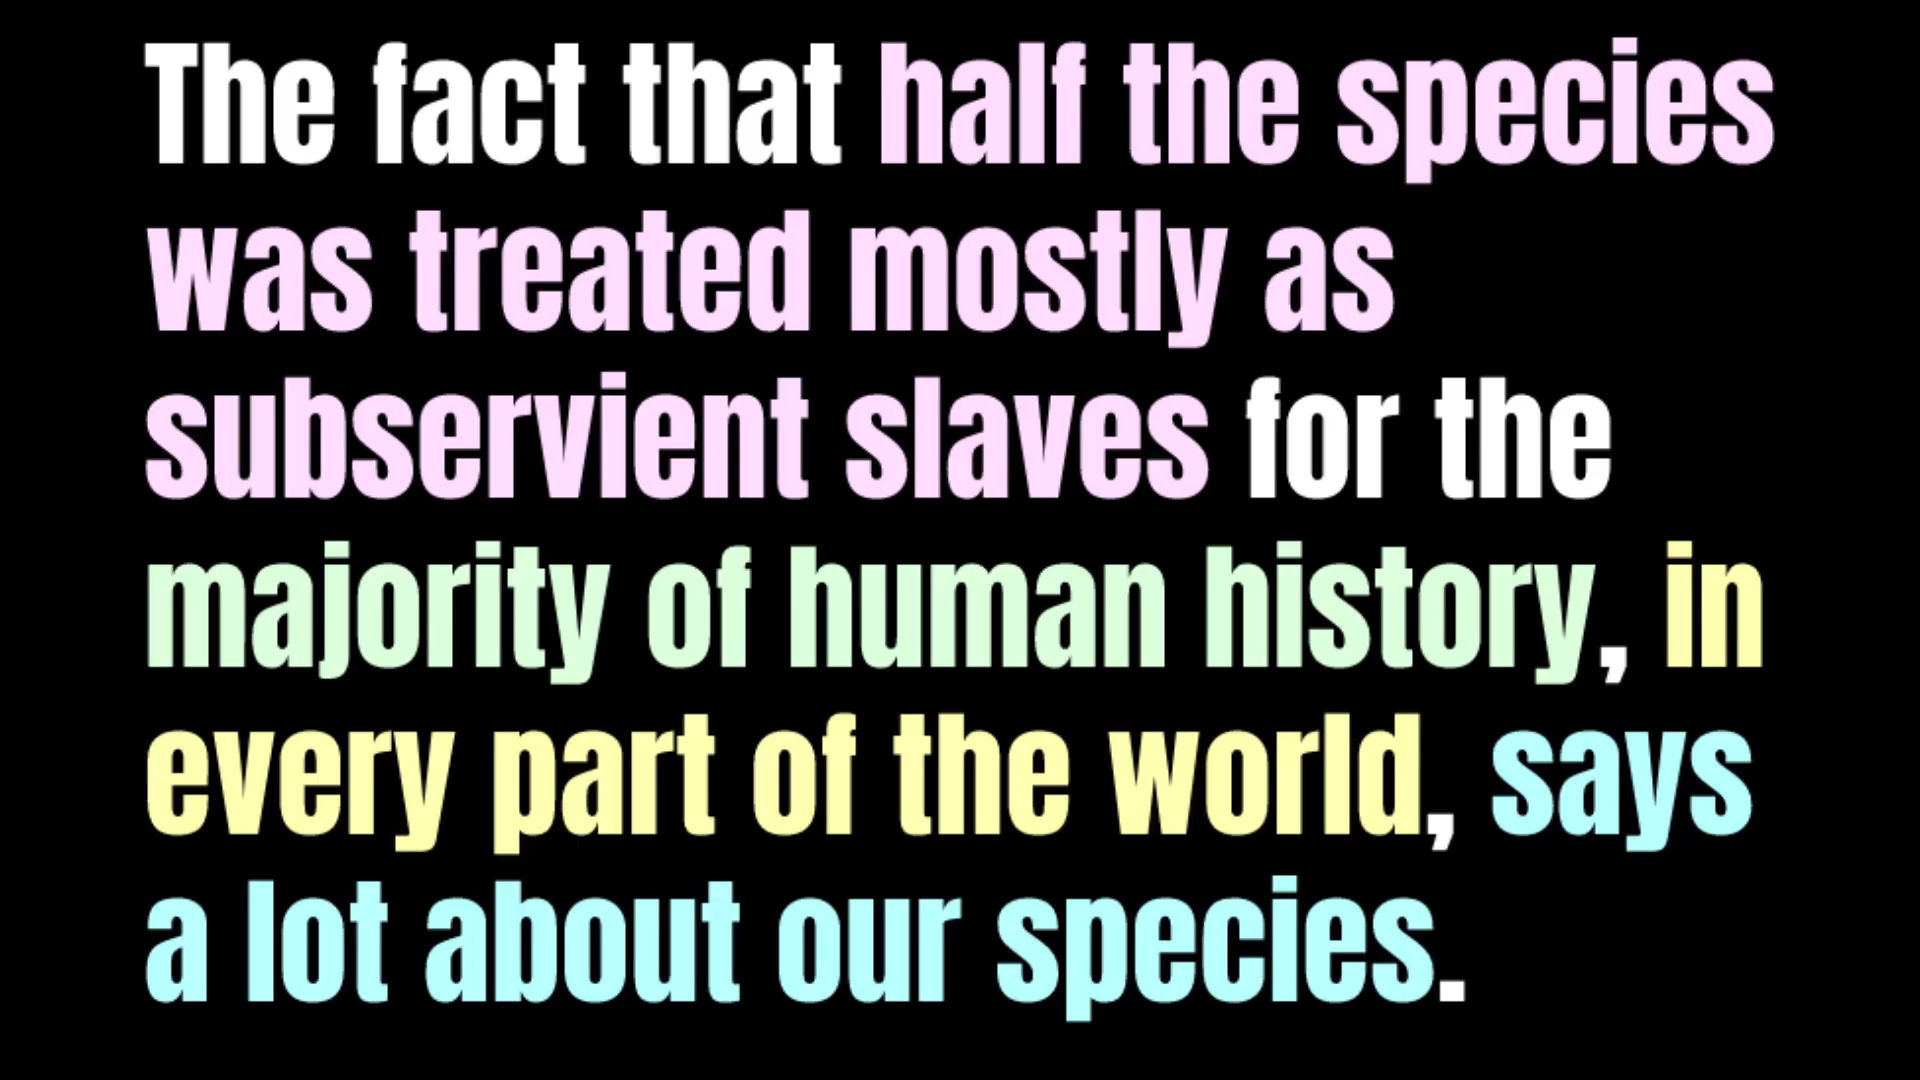 The fact that half the species
was treated mostly as
subservient slaves for the
majority of human history, in
every part of the world, says
a lot about our species.